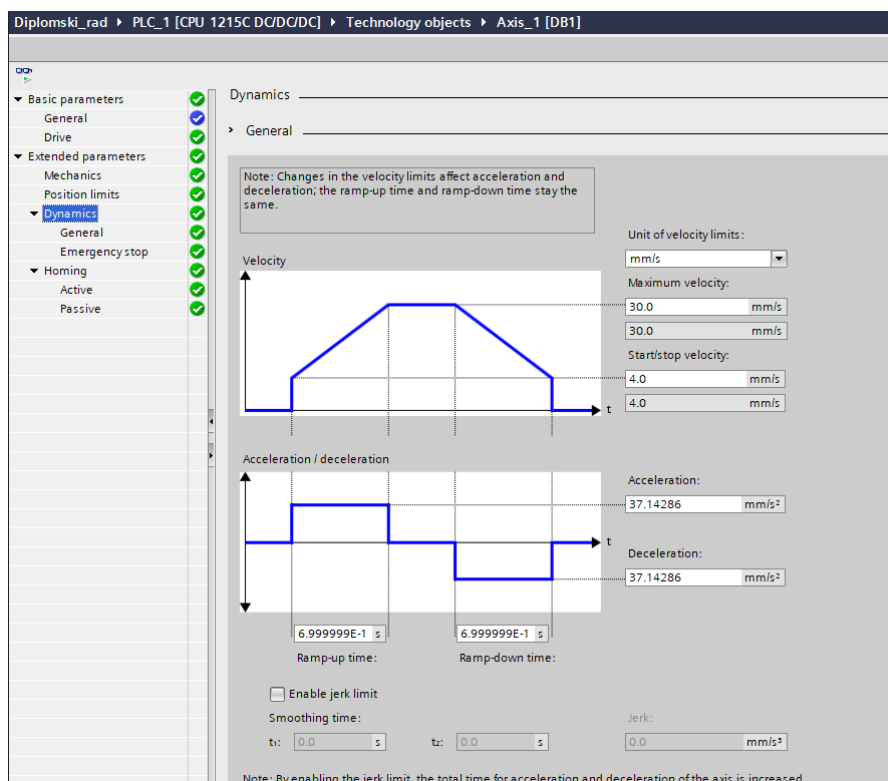 Diplomski_rad ▸ PLC_1 [CPU 1215C DC/DC/DC] ▸ Technology objects ▸ Axis_1 [DB1]
Basic parameters
General
Drive
Extended parameters
Mechanics
Position limits
Dynamics
General
Emergency stop
Homing
Active
Passive
Dynamics
General
Note: Changes in the velocity limits affect acceleration and
deceleration; the ramp-up time and ramp-down time stay the
same.
Unit of velocity limits:
mm/s
Velocity
Maximum velocity:
30.0 mm/s
30.0 mm/s
Start/stop velocity:
4.0 mm/s
4.0 mm/s
t
Acceleration / deceleration
Acceleration:
37.14286 mm/s²
t
Deceleration:
37.14286 mm/s²
6.999999E-1 s 6.999999E-1 s
Ramp-up time: Ramp-down time:
Enable jerk limit
Smoothing time: Jerk:
t₁: 0.0 s t₂: 0.0 s 0.0 mm/s³
Note: By enabling the jerk limit, the total time for acceleration and deceleration of the axis is increased